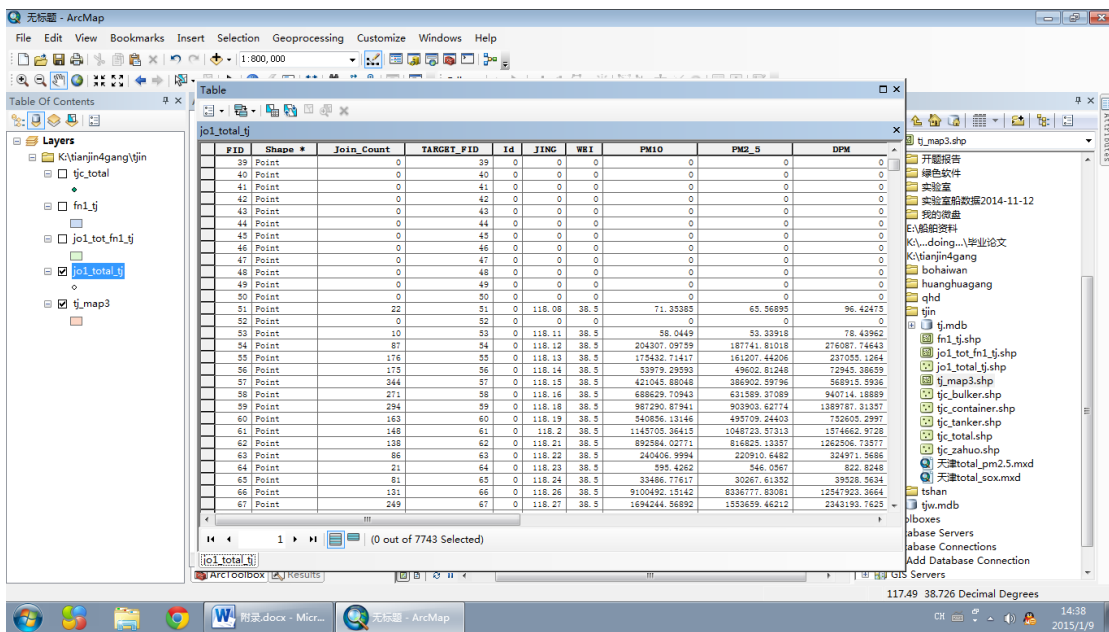 无标题 - ArcMap
File Edit View Bookmarks Insert Selection Geoprocessing Customize Windows Help
1:800,000
Table Of Contents
Layers
K:\tianjin4gang\tjin
tjc_total
fn1_tj
jo1_tot_fn1_tj
jo1_total_tj
tj_map3
Table
jo1_total_tj
FID Shape * Join_Count TARGET_FID Id JING WEI PM10 PM2_5 DPM
39 Point 0 39 0 0 0 0 0 0
40 Point 0 40 0 0 0 0 0 0
41 Point 0 41 0 0 0 0 0 0
42 Point 0 42 0 0 0 0 0 0
43 Point 0 43 0 0 0 0 0 0
44 Point 0 44 0 0 0 0 0 0
45 Point 0 45 0 0 0 0 0 0
46 Point 0 46 0 0 0 0 0 0
47 Point 0 47 0 0 0 0 0 0
48 Point 0 48 0 0 0 0 0 0
49 Point 0 49 0 0 0 0 0 0
50 Point 0 50 0 0 0 0 0 0
51 Point 22 51 0 118.08 38.5 71.35385 65.56895 96.42475
52 Point 0 52 0 0 0 0 0 0
53 Point 10 53 0 118.11 38.5 58.0449 53.33918 78.43962
54 Point 87 54 0 118.12 38.5 204307.09759 187741.81018 276087.74643
55 Point 176 55 0 118.13 38.5 175432.71417 161207.44206 237055.1264
56 Point 175 56 0 118.14 38.5 53979.29593 49602.81248 72945.38659
57 Point 344 57 0 118.15 38.5 421045.88048 386902.59796 568915.5936
58 Point 271 58 0 118.16 38.5 688629.70943 631589.37089 940714.18889
59 Point 294 59 0 118.18 38.5 987290.87941 903903.62774 1389787.31357
60 Point 163 60 0 118.19 38.5 540856.13146 495709.24403 752605.2997
61 Point 148 61 0 118.2 38.5 1145705.36415 1048723.57313 1574662.9728
62 Point 138 62 0 118.21 38.5 892584.02771 816825.13357 1262506.73577
63 Point 86 63 0 118.22 38.5 240406.9994 220910.6482 324971.5686
64 Point 21 64 0 118.23 38.5 595.4262 546.0567 822.8248
65 Point 81 65 0 118.24 38.5 33486.77617 30267.61352 39528.5634
66 Point 131 66 0 118.26 38.5 9100492.15142 8336777.83081 12547923.3664
67 Point 249 67 0 118.27 38.5 1694244.56892 1553659.46212 2343193.7625
1 (0 out of 7743 Selected)
jo1_total_tj
ArcToolbox Results
tj_map3.shp
Attributes
开题报告
绿色软件
实验室
实验室船数据2014-11-12
我的微盘
E:\船舶资料
K:\...doing...\毕业论文
K:\tianjin4gang
bohaiwan
huanghuagang
qhd
tjin
tj.mdb
fn1_tj.shp
jo1_tot_fn1_tj.shp
jo1_total_tj.shp
tj_map3.shp
tjc_bulker.shp
tjc_container.shp
tjc_tanker.shp
tjc_total.shp
tjc_zahuo.shp
天津total_pm2.5.mxd
天津total_sox.mxd
tshan
tjw.mdb
olboxes
tabase Servers
tabase Connections
Add Database Connection
GIS Servers
117.49 38.726 Decimal Degrees
附录.docx - Micr...
无标题 - ArcMap
CH
14:38
2015/1/9